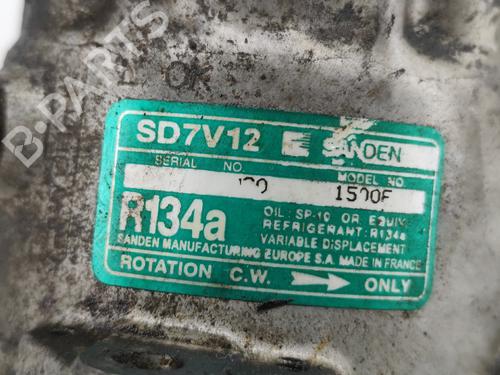 B-PARTS
SD7V12 SANDEN
SERIAL NO. MODEL NO.
R134a
OIL: SP-10 OR EQUIV
REFRIGERANT: R134a
VARIABLE DISPLACEMENT
SANDEN MANUFACTURING EUROPE S.A. MADE IN FRANCE
ROTATION C.W. ONLY